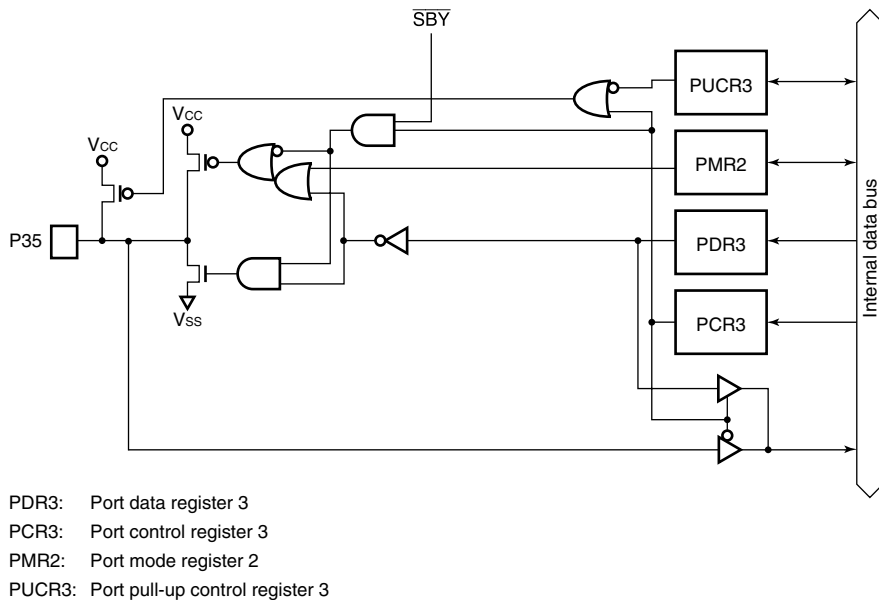 SBY
PUCR3
VCC
VCC
PMR2
P35
PDR3
VSS
PCR3
Internal data bus
PDR3: Port data register 3
PCR3: Port control register 3
PMR2: Port mode register 2
PUCR3: Port pull-up control register 3